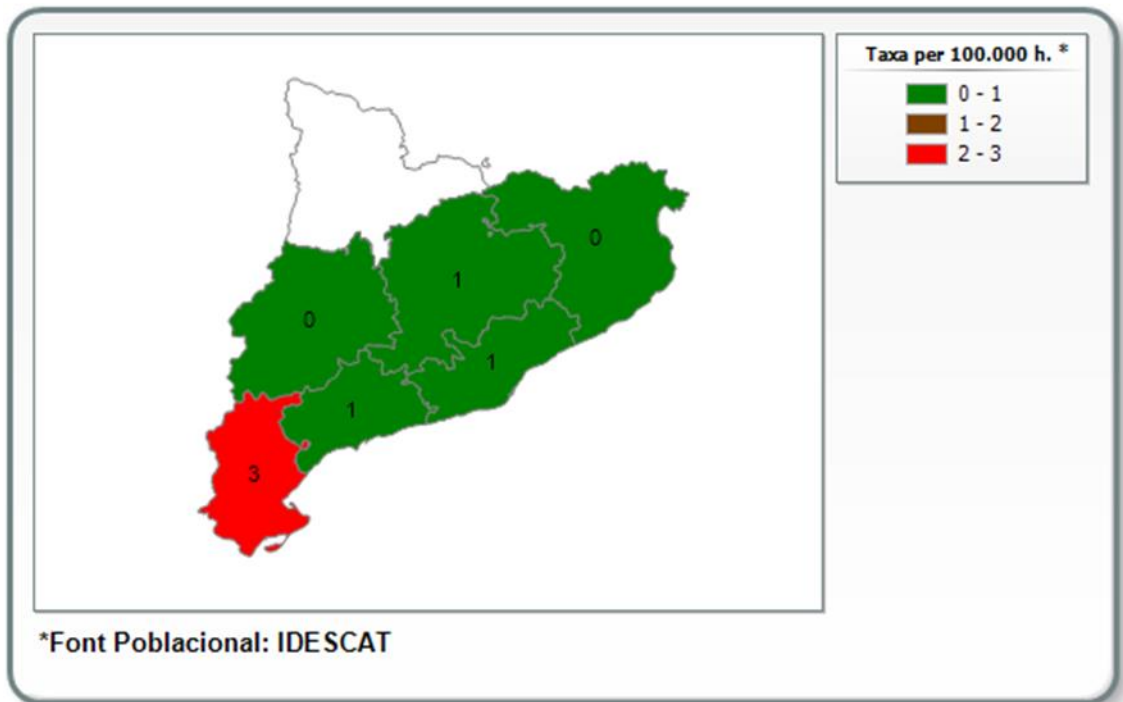 Taxa per 100.000 h. *
0 - 1
1 - 2
2 - 3
0
1
0
1
1
3
*Font Poblacional: IDESCAT